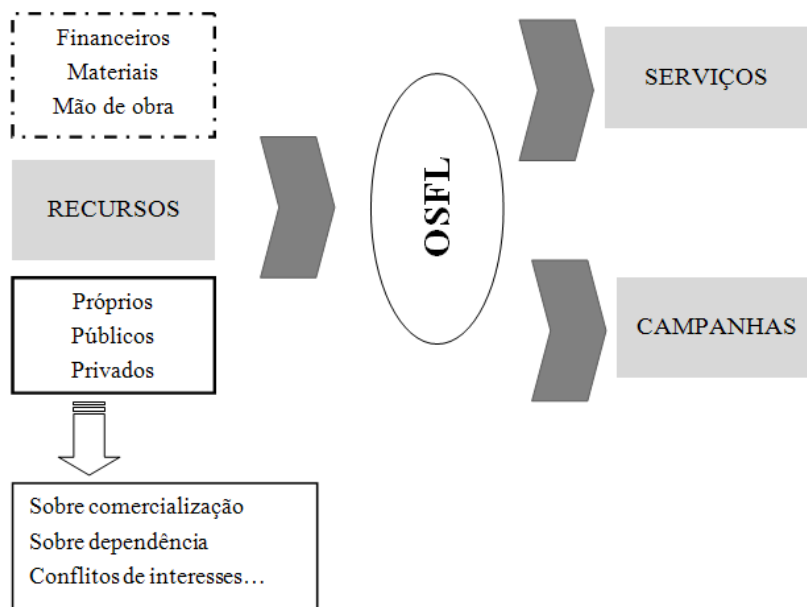 Financeiros
Materiais
Mão de obra
RECURSOS
Próprios
Públicos
Privados
Sobre comercialização
Sobre dependência
Conflitos de interesses…
OSFL
SERVIÇOS
CAMPANHAS